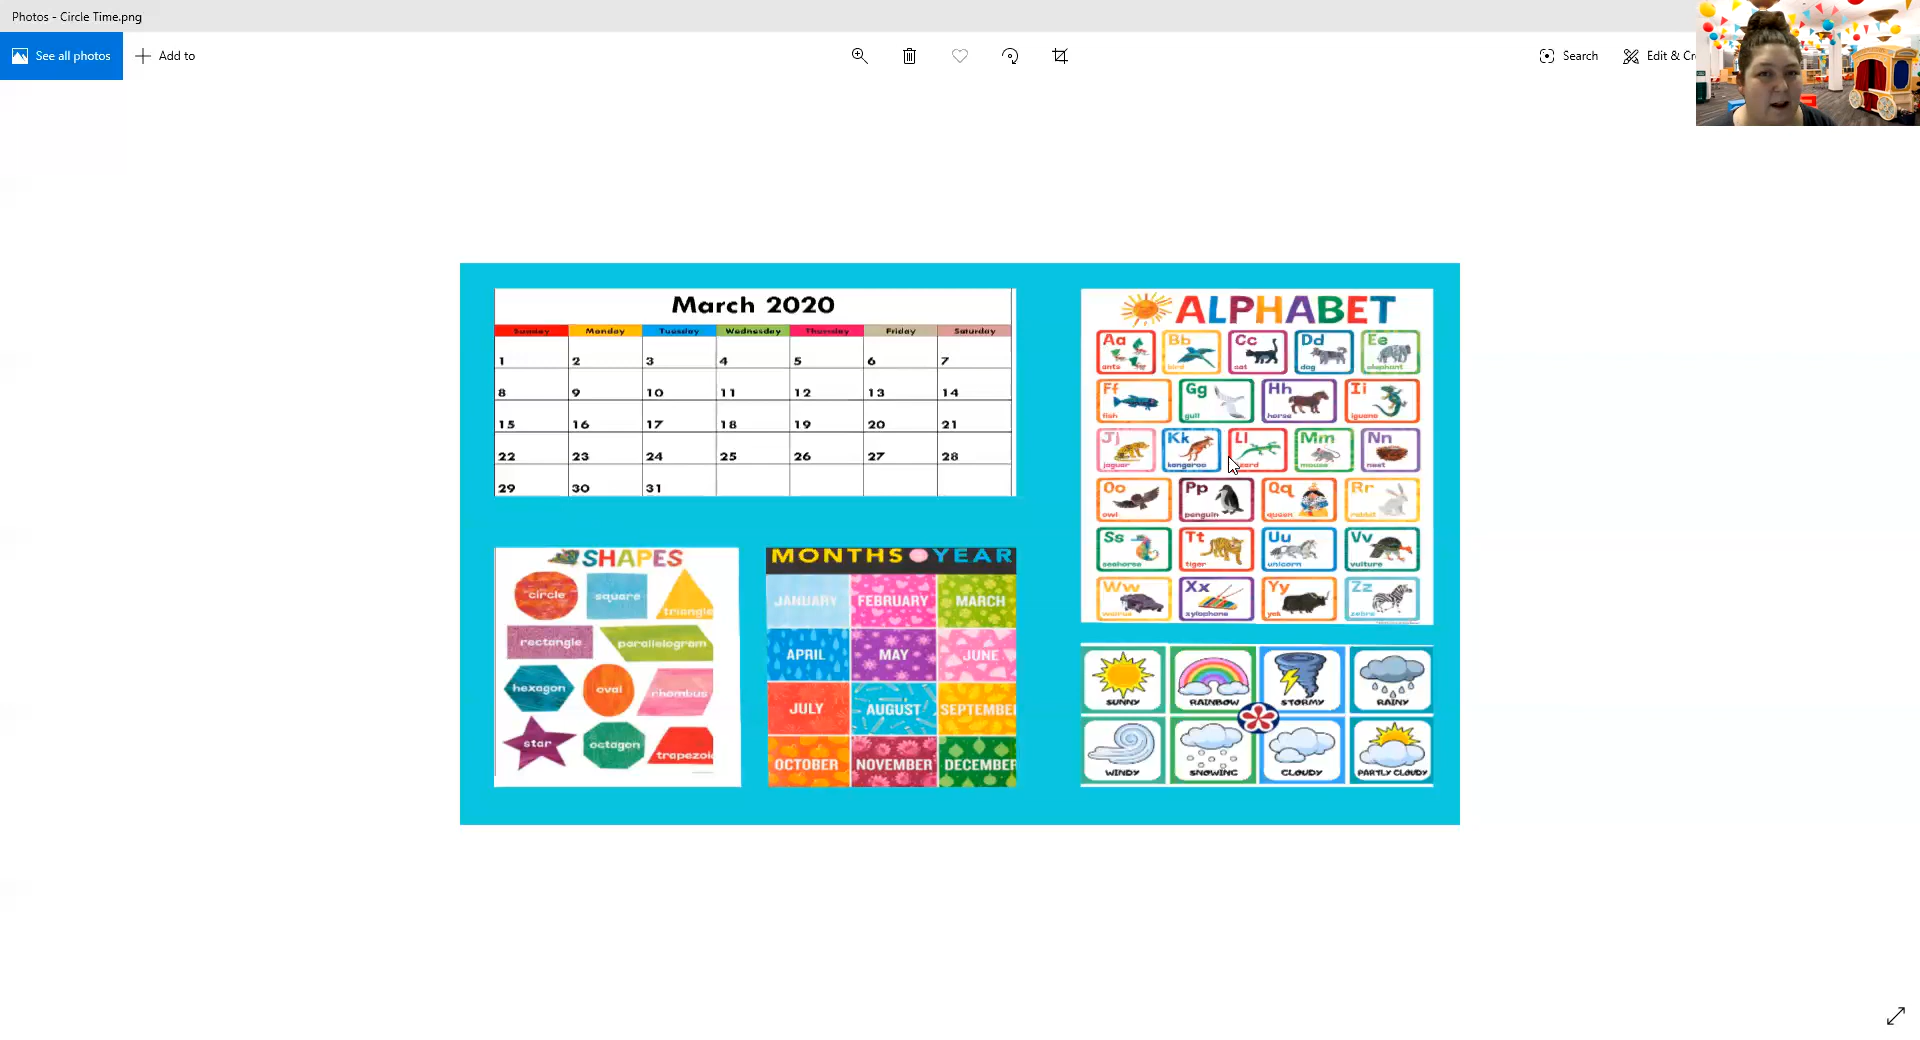 Photos - Circle Time.png
See all photos
Add to
Search
Edit & Cr
March 2020
Sunday Monday Tuesday Wednesday Thursday Friday Saturday
1 2 3 4 5 6 7
8 9 10 11 12 13 14
15 16 17 18 19 20 21
22 23 24 25 26 27 28
29 30 31
ALPHABET
Aa Bb Cc Dd Ee
ants bird cat dog elephant
Ff Gg Hh Ii
fish gull horse iguana
Jj Kk Ll Mm Nn
jaguar kangaroo zard mouse nest
Oo Pp Qq Rr
owl penguin queen rabbit
Ss Tt Uu Vv
seahorse tiger unicorn vulture
Ww Xx Yy Zz
walrus xylophone yak zebra
SHAPES
circle square triangle
rectangle parallelogram
hexagon oval rhombus
star octagon trapezoi
MONTHS YEAR
JANUARY FEBRUARY MARCH
APRIL MAY JUNE
JULY AUGUST SEPTEMBER
OCTOBER NOVEMBER DECEMBER
SUNNY RAINBOW STORMY RAINY
WINDY SNOWING CLOUDY PARTLY CLOUDY